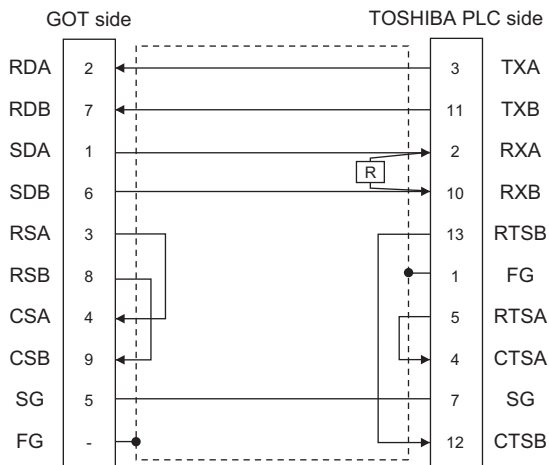 GOT side TOSHIBA PLC side
RDA 2 3 TXA
RDB 7 11 TXB
SDA 1 2 RXA
R
SDB 6 10 RXB
RSA 3 13 RTSB
RSB 8 1 FG
CSA 4 5 RTSA
CSB 9 4 CTSA
SG 5 7 SG
FG - 12 CTSB